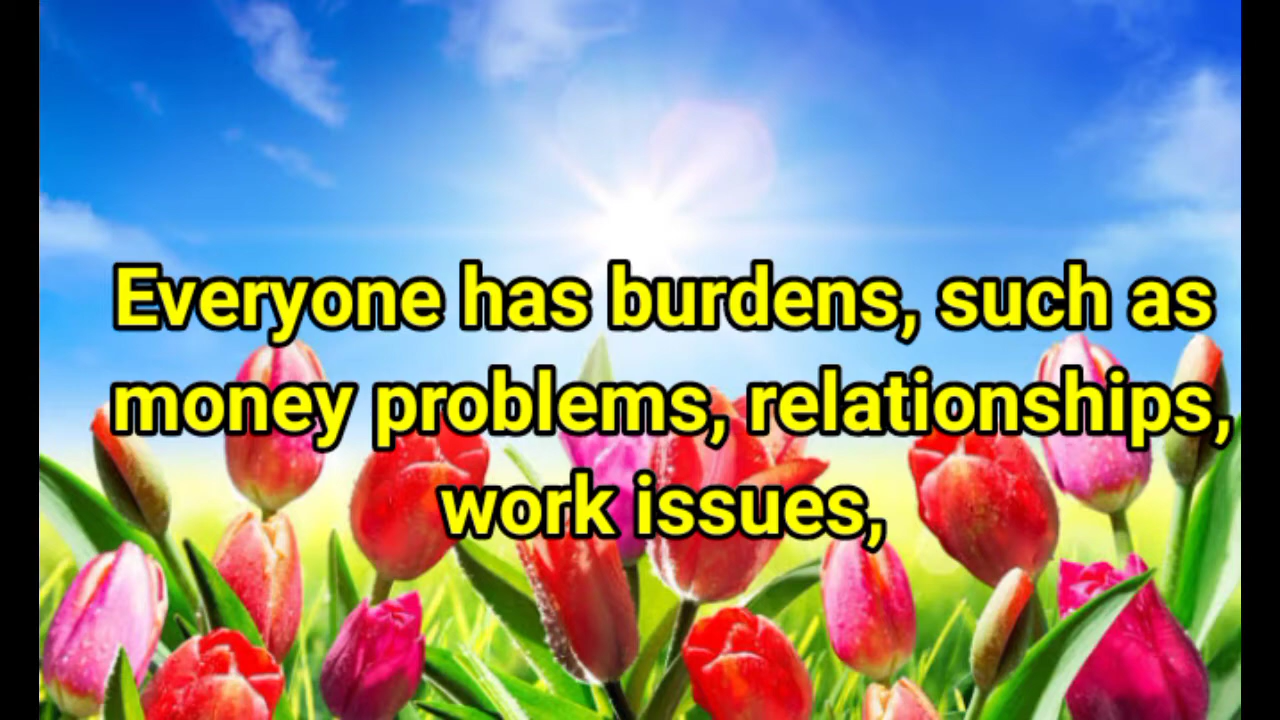 Everyone has burdens, such as
money problems, relationships,
work issues,